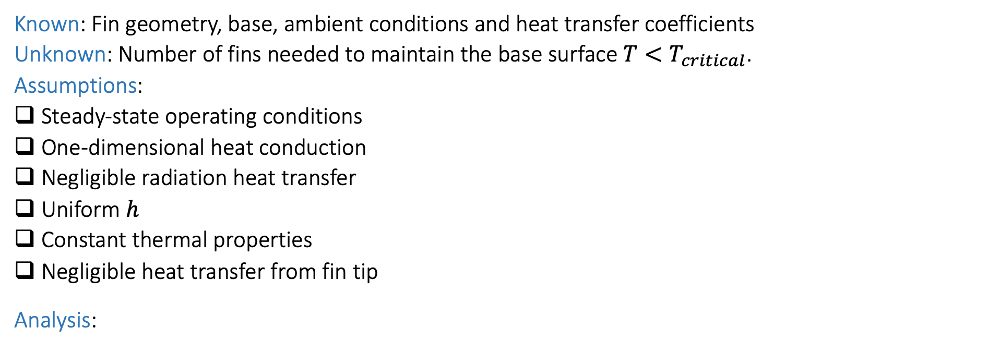 Known: Fin geometry, base, ambient conditions and heat transfer coefficients
Unknown: Number of fins needed to maintain the base surface T < T_critical.
Assumptions:
❑ Steady-state operating conditions
❑ One-dimensional heat conduction
❑ Negligible radiation heat transfer
❑ Uniform h
❑ Constant thermal properties
❑ Negligible heat transfer from fin tip
Analysis: